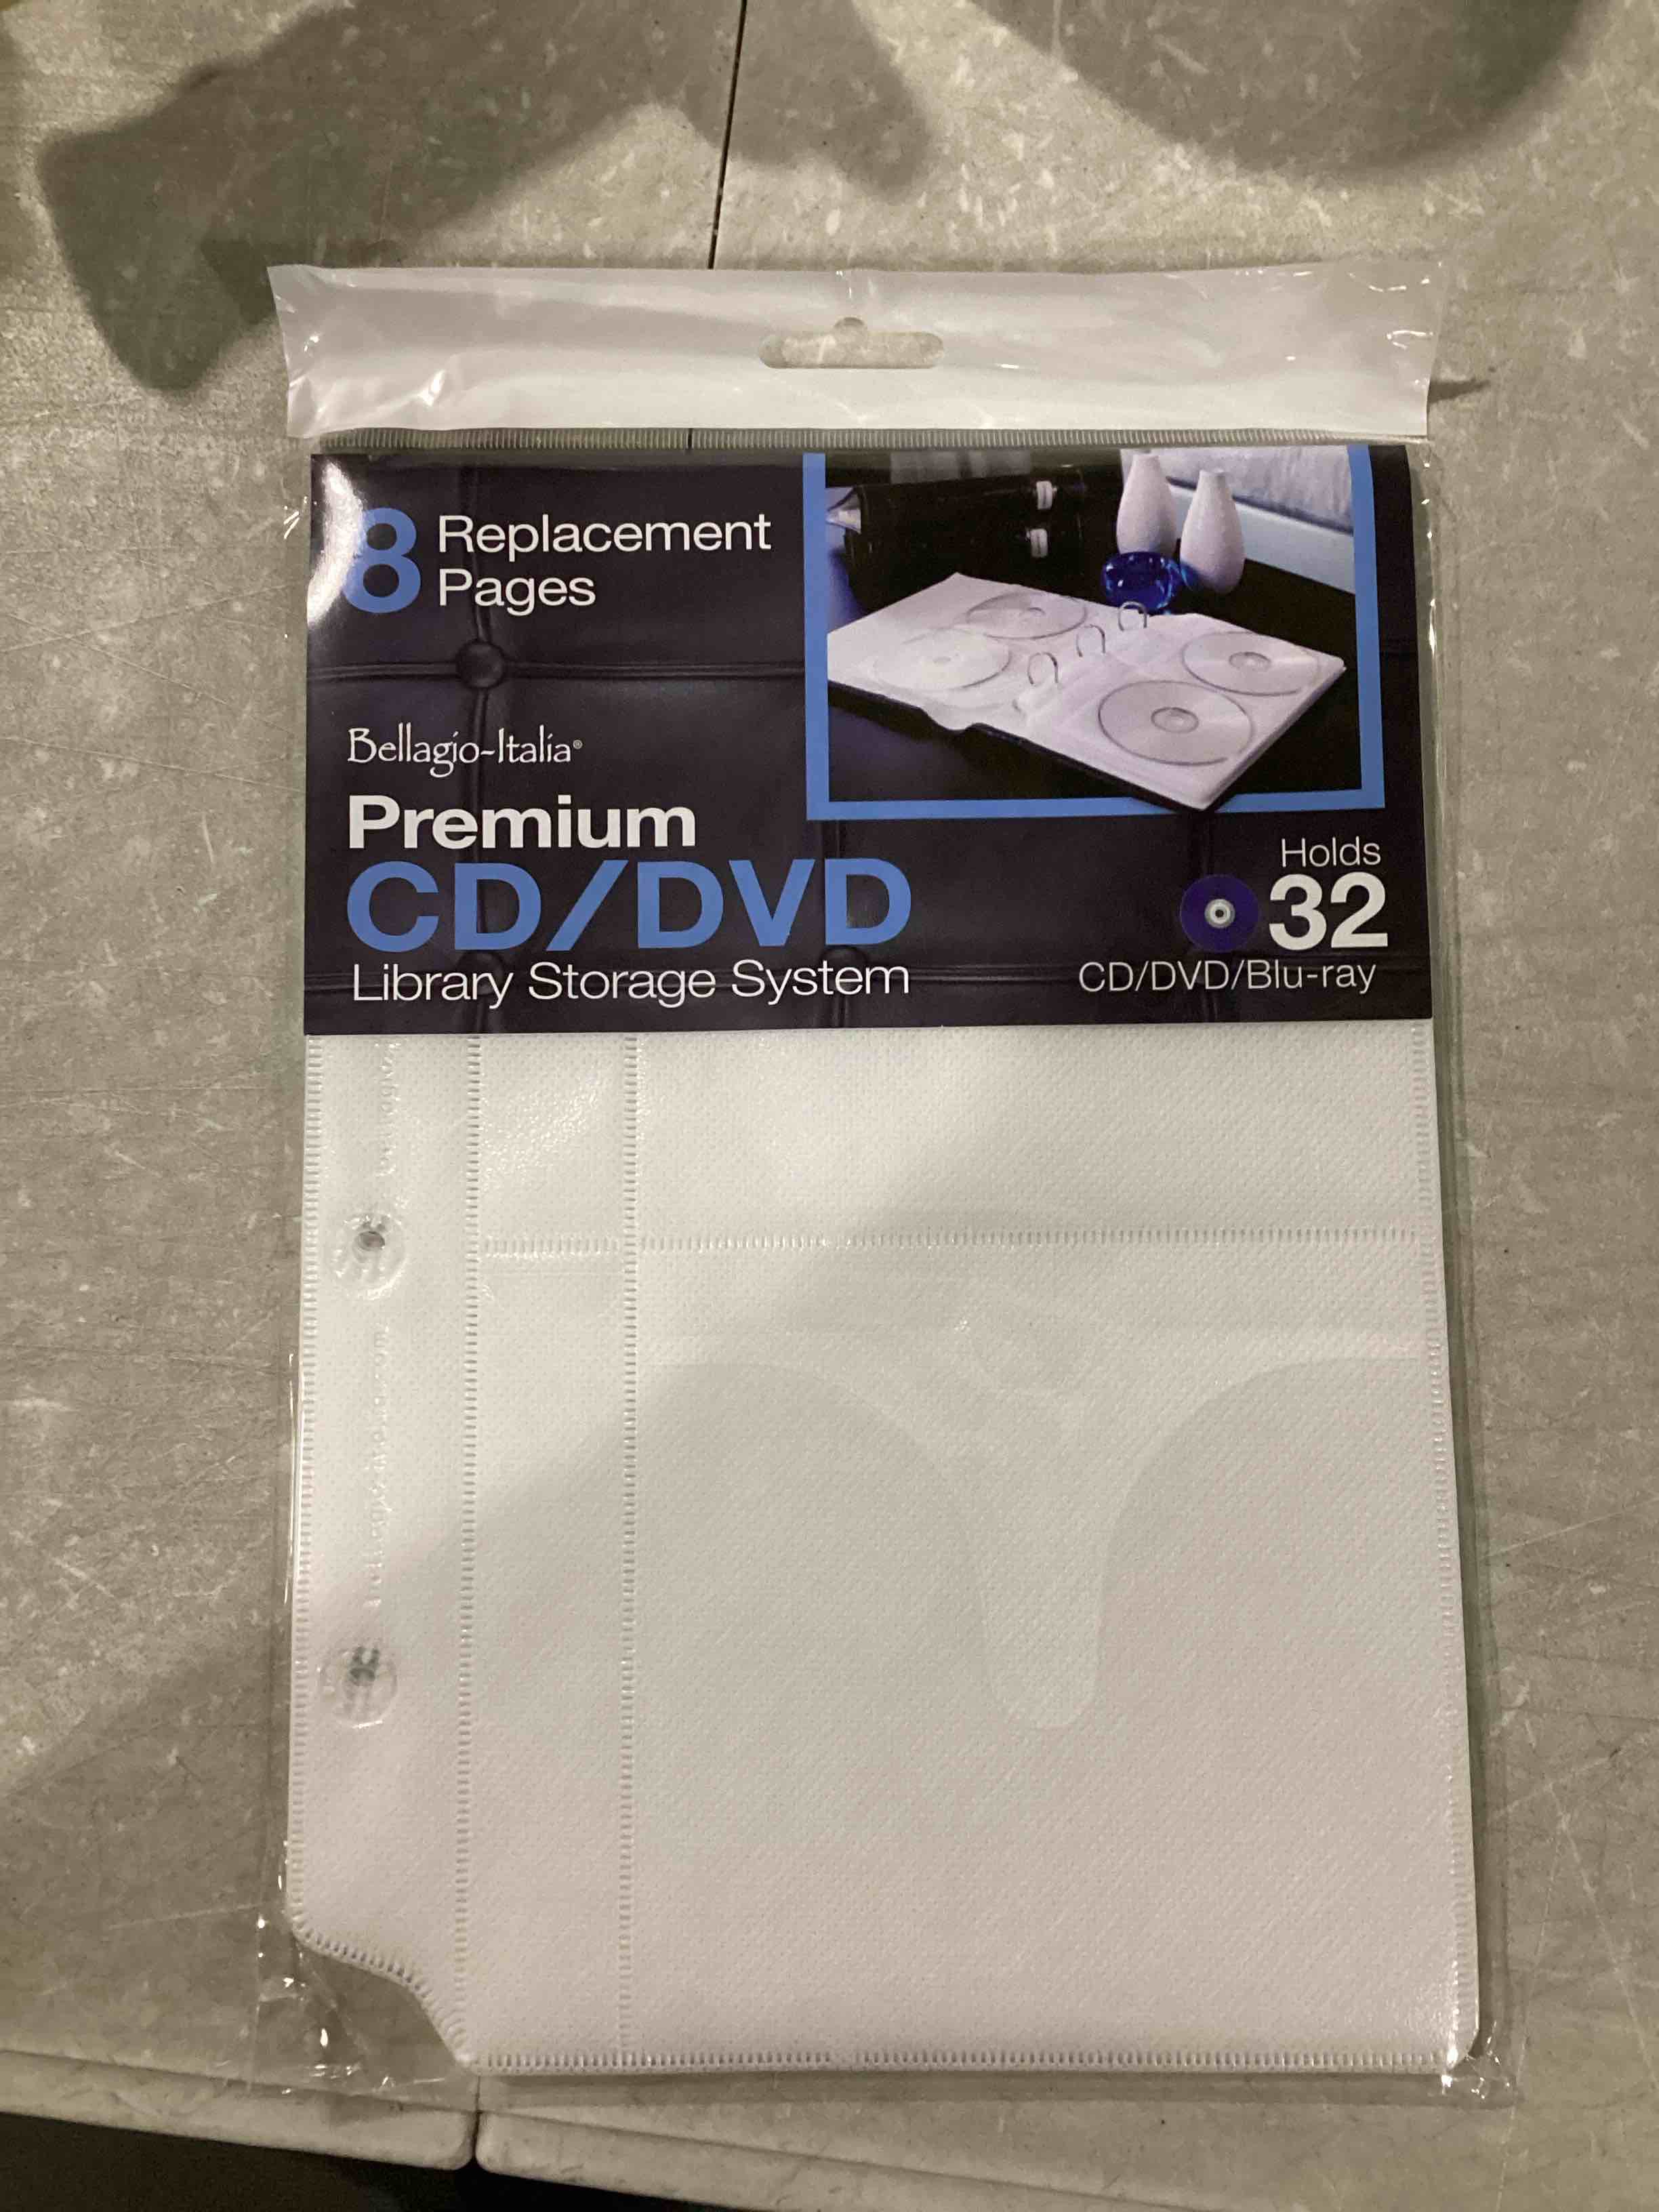 8 Replacement
Pages
Bellagio-Italia®
Premium
CD/DVD
Library Storage System
Holds
32
CD/DVD/Blu-ray